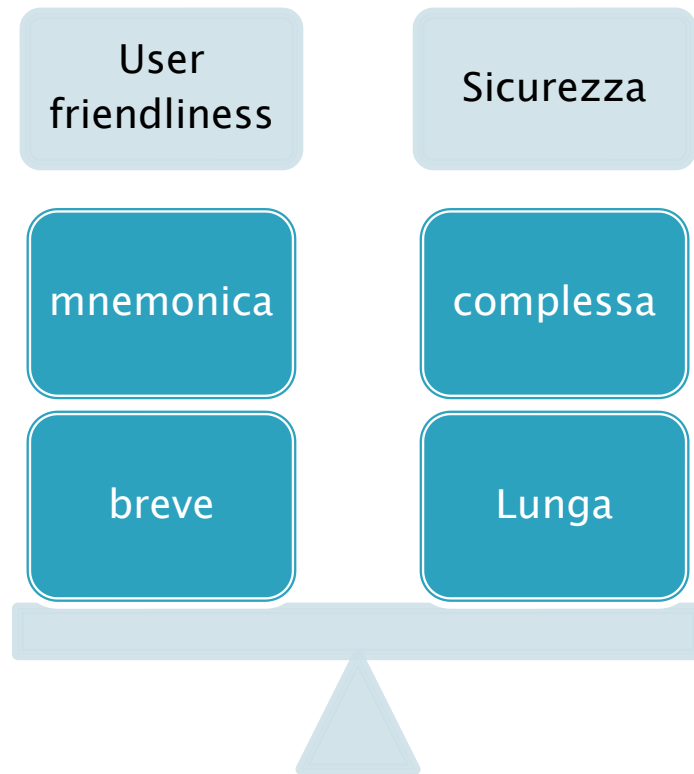 User
friendliness
Sicurezza
mnemonica
complessa
breve
Lunga